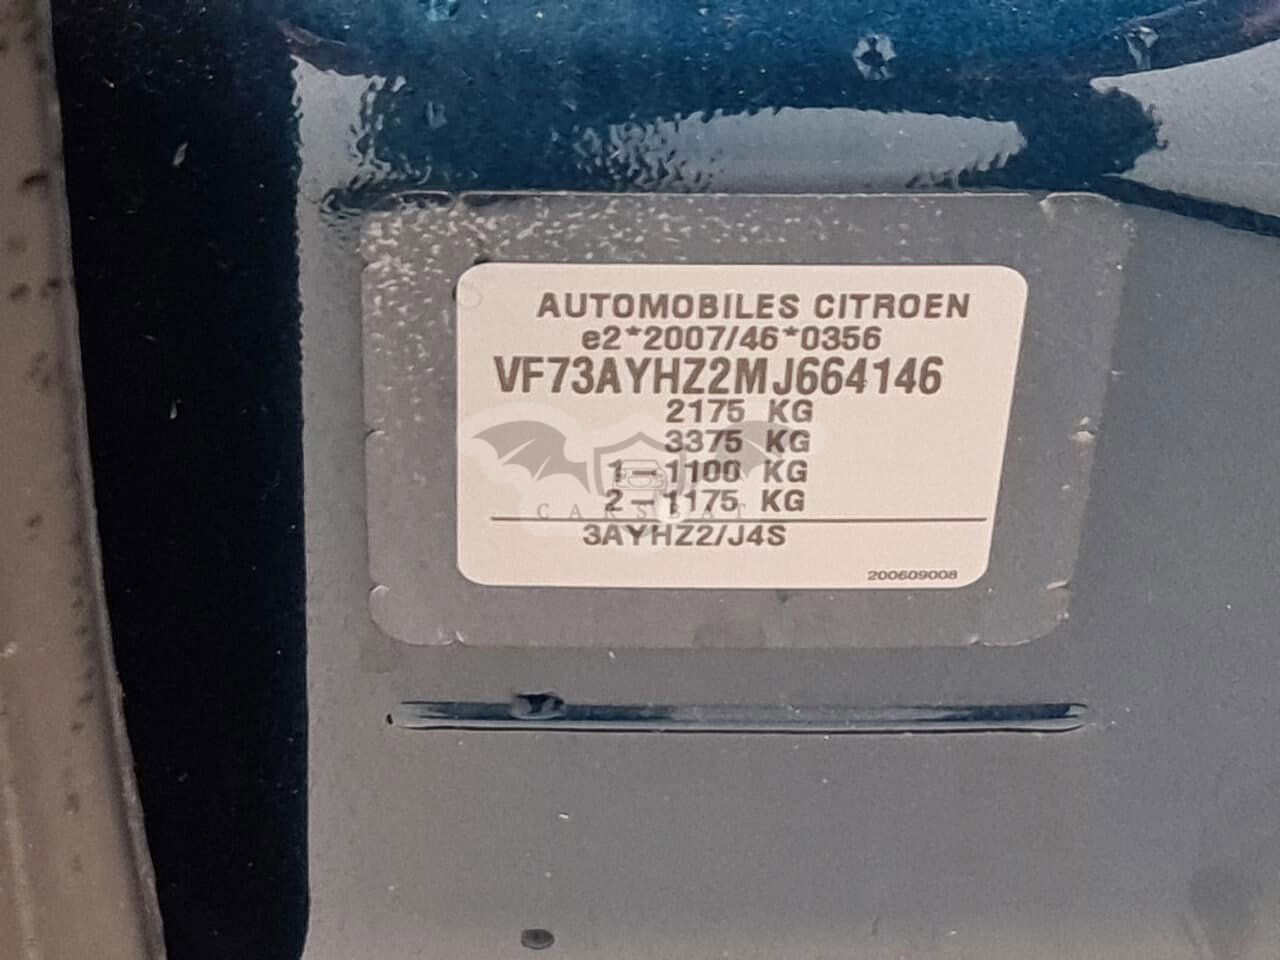 AUTOMOBILES CITROEN
e2*2007/46*0356
VF73AYHZ2MJ664146
2175 KG
3375 KG
1-1100 KG
2-1175 KG
CARSBAT
3AYHZ2/J4S
200609008